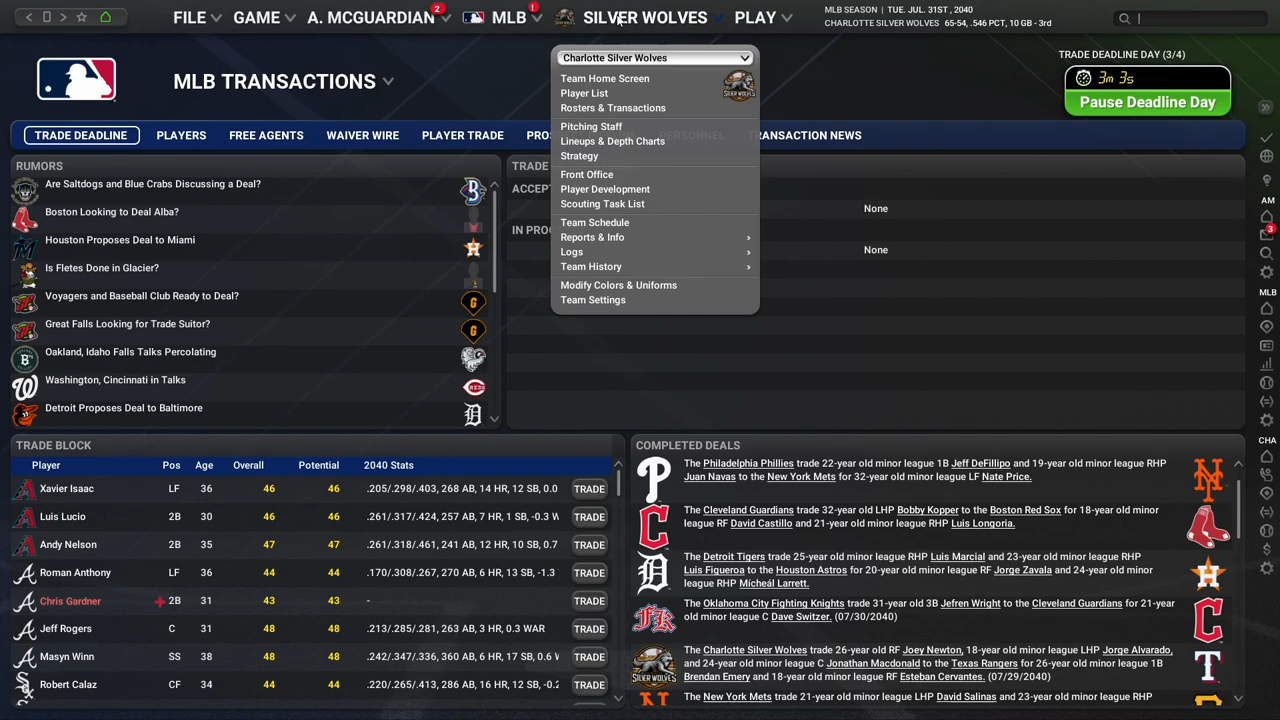 FILE GAME A. MCGUARDIAN 2 MLB ! SILVER WOLVES PLAY
MLB SEASON | TUE. JUL. 31ST , 2040
CHARLOTTE SILVER WOLVES 65-54, .546 PCT, 10 GB - 3rd
MLB TRANSACTIONS
TRADE DEADLINE DAY (3/4)
3m 3s
Pause Deadline Day
TRADE DEADLINE PLAYERS FREE AGENTS WAIVER WIRE PLAYER TRADE PROS PERSONNEL TRANSACTION NEWS
Charlotte Silver Wolves
Team Home Screen
Player List
Rosters & Transactions
Pitching Staff
Lineups & Depth Charts
Strategy
Front Office
Player Development
Scouting Task List
Team Schedule
Reports & Info
Logs
Team History
Modify Colors & Uniforms
Team Settings
RUMORS
Are Saltdogs and Blue Crabs Discussing a Deal?
Boston Looking to Deal Alba?
Houston Proposes Deal to Miami
Is Fletes Done in Glacier?
Voyagers and Baseball Club Ready to Deal?
Great Falls Looking for Trade Suitor?
Oakland, Idaho Falls Talks Percolating
Washington, Cincinnati in Talks
Detroit Proposes Deal to Baltimore
TRADE
ACCEP
None
IN PRO
None
TRADE BLOCK
Player Pos Age Overall Potential 2040 Stats
Xavier Isaac LF 36 46 46 .205/.298/.403, 268 AB, 14 HR, 12 SB, 0.0 TRADE
Luis Lucio 2B 30 46 46 .261/.317/.424, 257 AB, 7 HR, 1 SB, -0.3 W TRADE
Andy Nelson 2B 35 47 47 .261/.318/.461, 241 AB, 12 HR, 10 SB, 0.7 TRADE
Roman Anthony LF 36 44 44 .170/.308/.267, 270 AB, 6 HR, 13 SB, -1.3 TRADE
Chris Gardner 2B 31 43 43 - TRADE
Jeff Rogers C 31 48 48 .213/.285/.281, 263 AB, 3 HR, 0.3 WAR TRADE
Masyn Winn SS 38 48 48 .242/.347/.336, 360 AB, 6 HR, 17 SB, 0.6 V TRADE
Robert Calaz CF 34 44 44 .220/.265/.413, 286 AB, 16 HR, 12 SB, -0.2 TRADE
COMPLETED DEALS
The Philadelphia Phillies trade 22-year old minor league 1B Jeff DeFillipo and 19-year old minor league RHP
Juan Navas to the New York Mets for 32-year old minor league LF Nate Price.
The Cleveland Guardians trade 32-year old LHP Bobby Kopper to the Boston Red Sox for 18-year old minor
league RF David Castillo and 21-year old minor league RHP Luis Longoria.
The Detroit Tigers trade 25-year old minor league RHP Luis Marcial and 23-year old minor league RHP
Luis Figueroa to the Houston Astros for 20-year old minor league RF Jorge Zavala and 24-year old minor
league RHP Mícheál Larrett.
The Oklahoma City Fighting Knights trade 31-year old 3B Jefren Wright to the Cleveland Guardians for 21-year
old minor league C Dave Switzer. (07/30/2040)
The Charlotte Silver Wolves trade 26-year old RF Joey Newton, 18-year old minor league LHP Jorge Alvarado,
and 24-year old minor league C Jonathan Macdonald to the Texas Rangers for 26-year old minor league 1B
Brendan Emery and 18-year old minor league RF Esteban Cervantes. (07/29/2040)
The New York Mets trade 21-year old minor league LHP David Salinas and 23-year old minor league RHP
AM
3
MLB
CHA